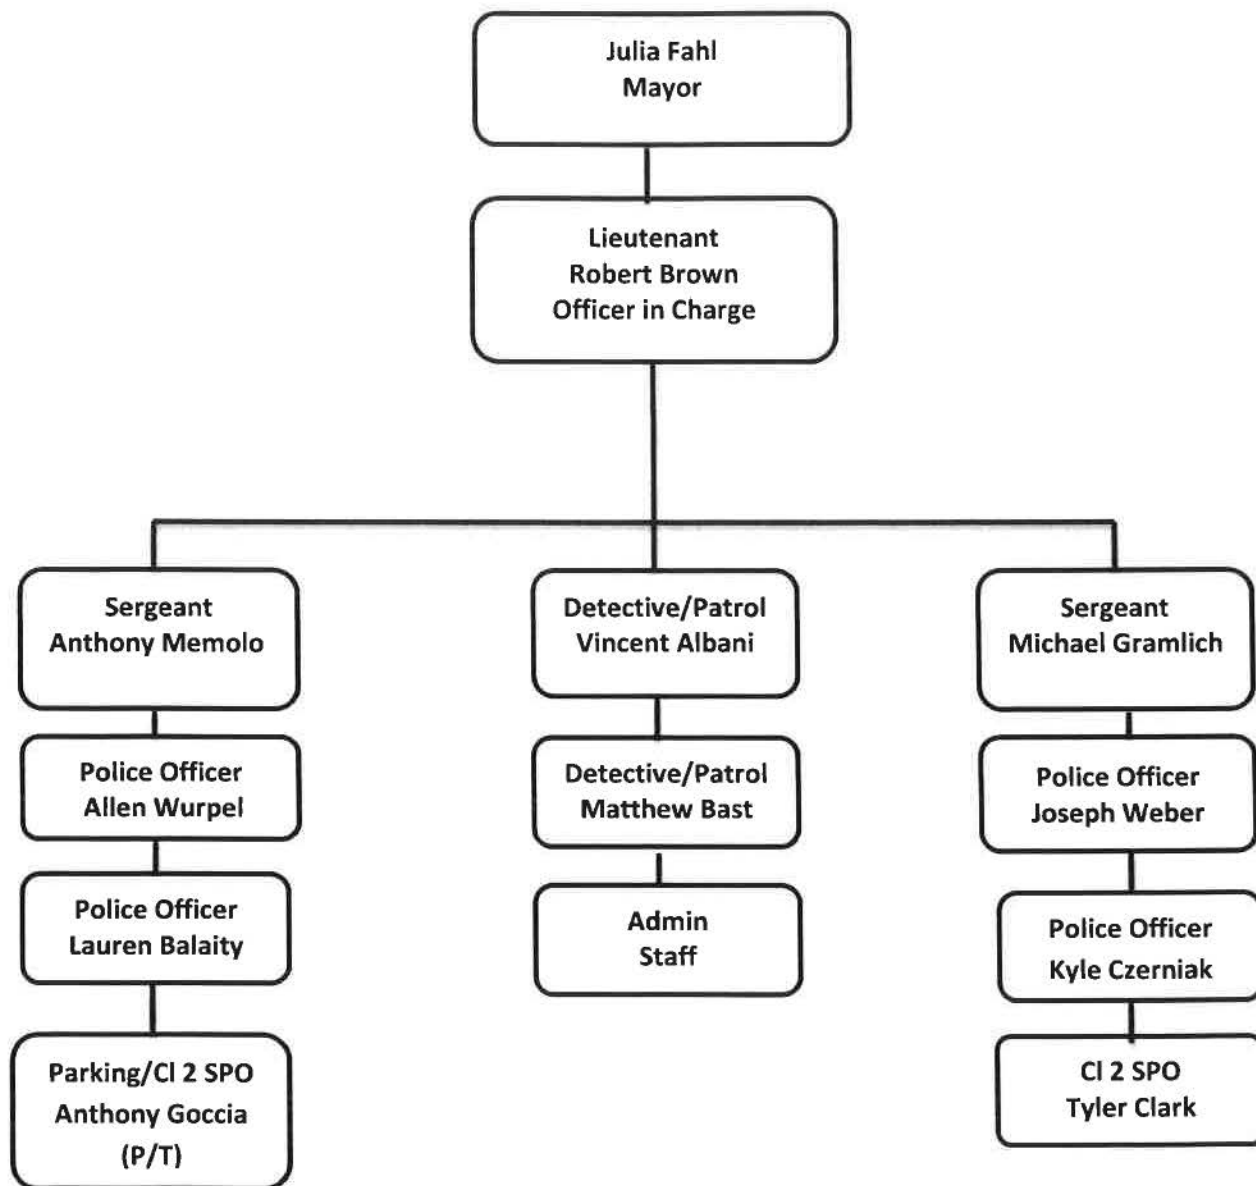 Julia Fahl
Mayor
Lieutenant
Robert Brown
Officer in Charge
Sergeant
Anthony Memolo
Detective/Patrol
Vincent Albani
Sergeant
Michael Gramlich
Police Officer
Allen Wurpel
Detective/Patrol
Matthew Bast
Police Officer
Joseph Weber
Police Officer
Lauren Balaity
Admin
Staff
Police Officer
Kyle Czerniak
Parking/Cl 2 SPO
Anthony Goccia
(P/T)
Cl 2 SPO
Tyler Clark